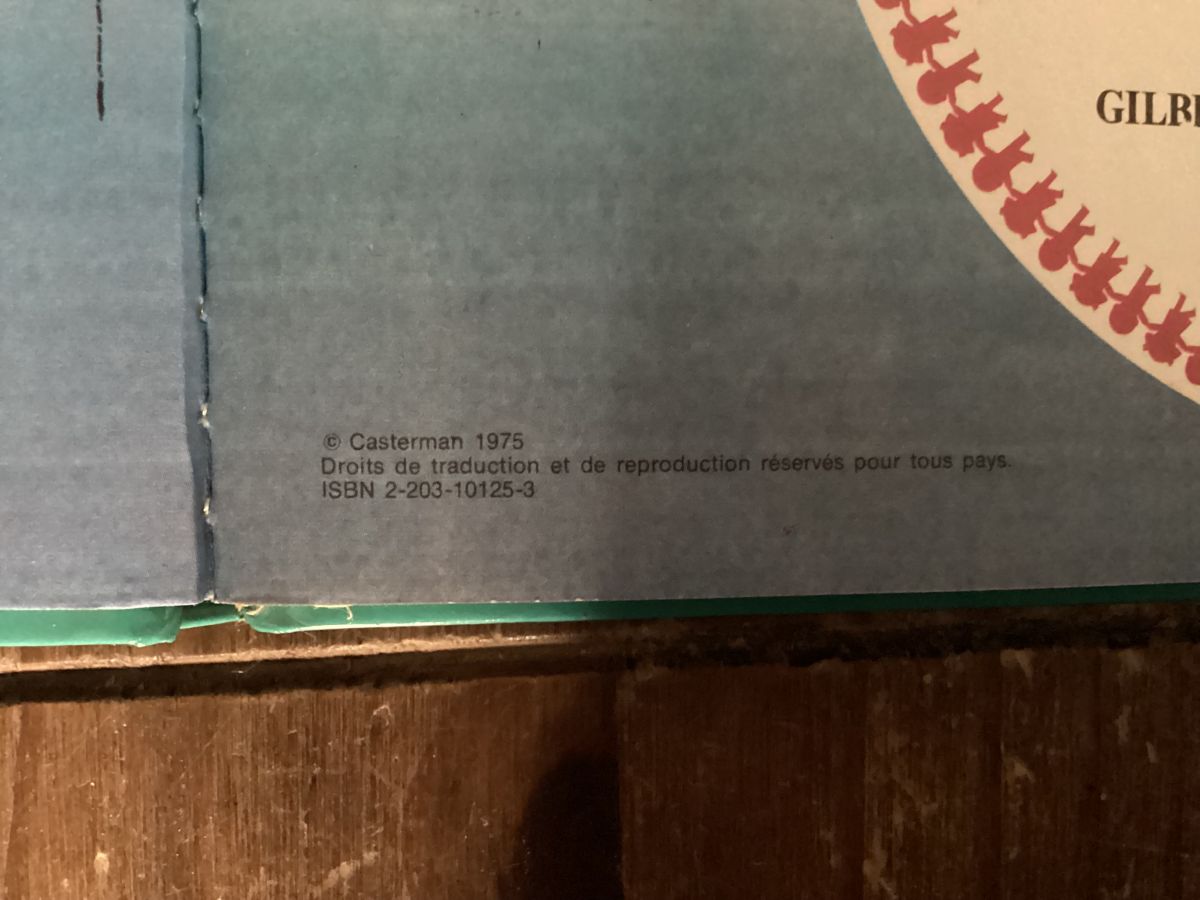 GILB
© Casterman 1975
Droits de traduction et de reproduction réservés pour tous pays.
ISBN 2-203-10125-3